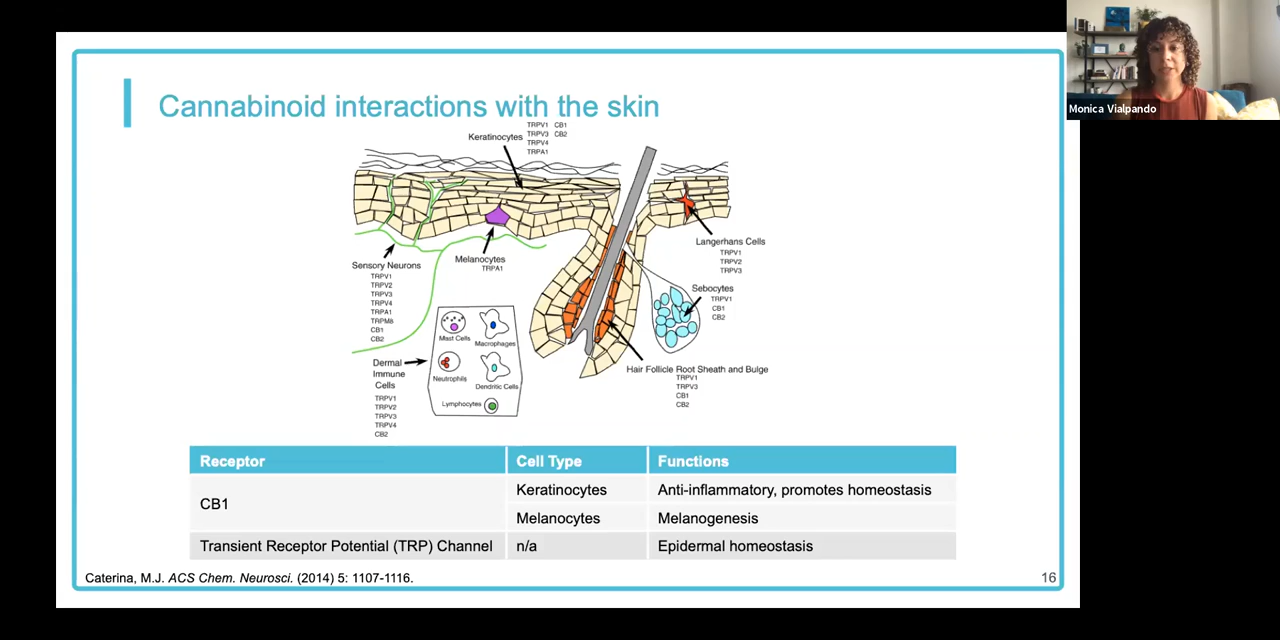 Monica Vialpando
Cannabinoid interactions with the skin
Keratinocytes
TRPV1 CB1
TRPV3 CB2
TRPV4
TRPA1
Langerhans Cells
TRPV1
TRPV2
TRPV3
Melanocytes
TRPA1
Sensory Neurons
TRPV1
TRPV2
TRPV3
TRPV4
TRPA1
TRPM8
CB1
CB2
Sebocytes
TRPV1
CB1
CB2
Mast Cells
Macrophages
Neutrophils
Dendritic Cells
Lymphocytes
Dermal
Immune
Cells
TRPV1
TRPV2
TRPV3
TRPV4
CB2
Hair Follicle Root Sheath and Bulge
TRPV1
TRPV3
CB1
CB2
Receptor Cell Type Functions
CB1
Keratinocytes Anti-inflammatory, promotes homeostasis
Melanocytes Melanogenesis
Transient Receptor Potential (TRP) Channel n/a Epidermal homeostasis
Caterina, M.J. ACS Chem. Neurosci. (2014) 5: 1107-1116.
16